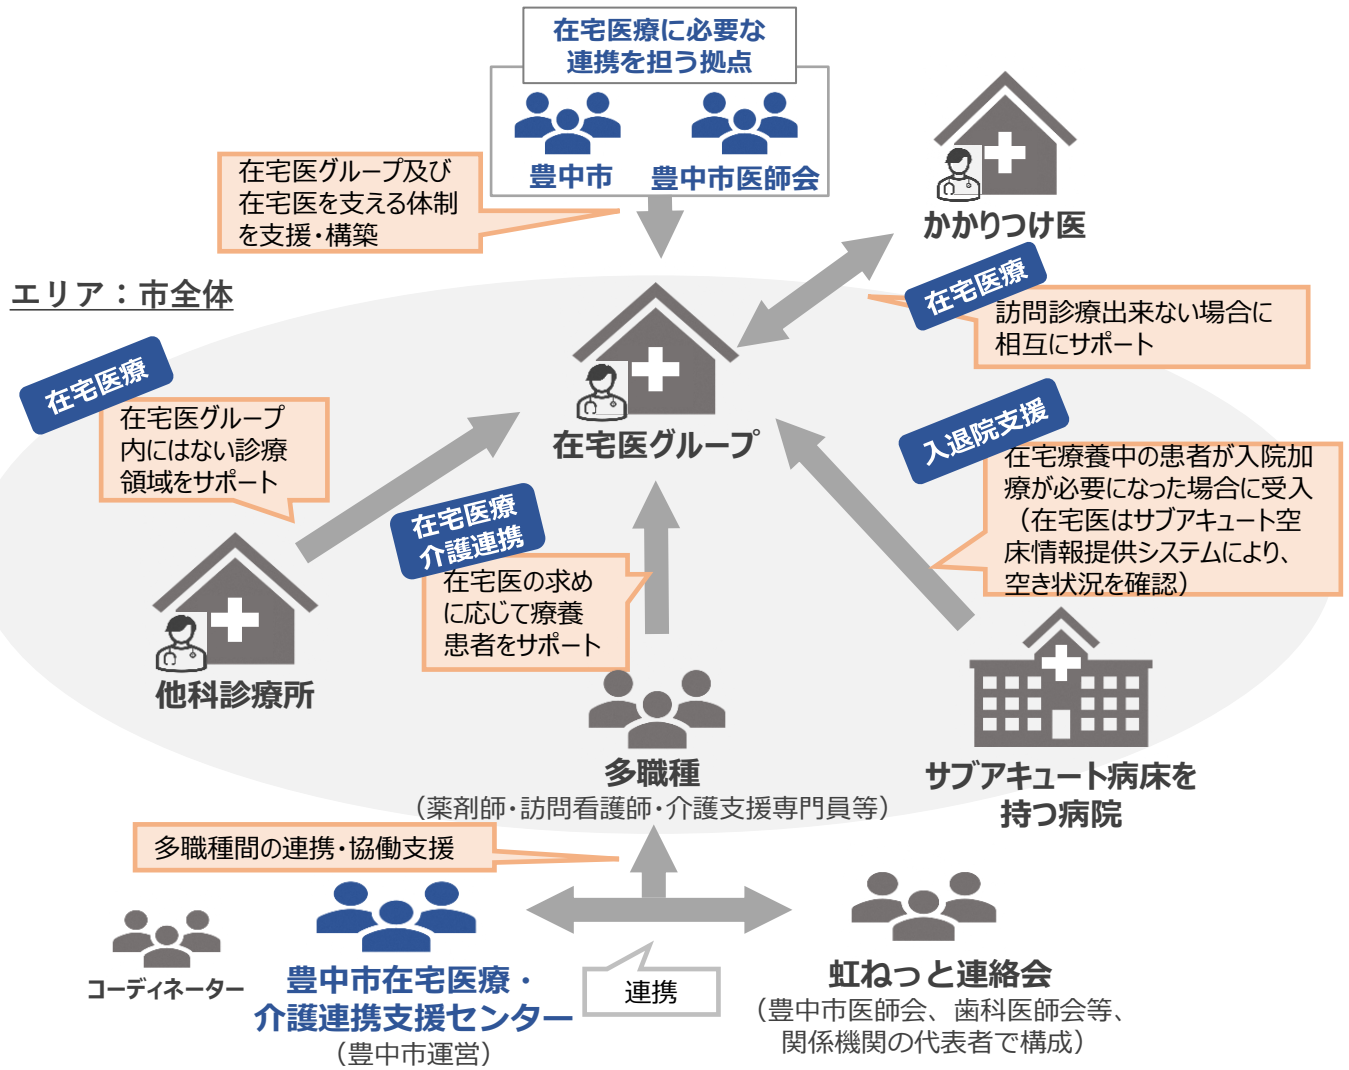 在宅医療に必要な
連携を担う拠点
豊中市
豊中市医師会
在宅医グループ及び
在宅医を支える体制
を支援・構築
かかりつけ医
エリア：市全体
在宅医療
訪問診療出来ない場合に
相互にサポート
在宅医療
在宅医グループ
内にはない診療
領域をサポート
在宅医グループ
入退院支援
在宅療養中の患者が入院加
療が必要になった場合に受入
（在宅医はサブアキュート空
床情報提供システムにより、
空き状況を確認）
在宅医療
介護連携
在宅医の求め
に応じて療養
患者をサポート
他科診療所
多職種
（薬剤師・訪問看護師・介護支援専門員等）
サブアキュート病床を
持つ病院
多職種間の連携・協働支援
コーディネーター
豊中市在宅医療・
介護連携支援センター
（豊中市運営）
連携
虹ねっと連絡会
（豊中市医師会、歯科医師会等、
関係機関の代表者で構成）